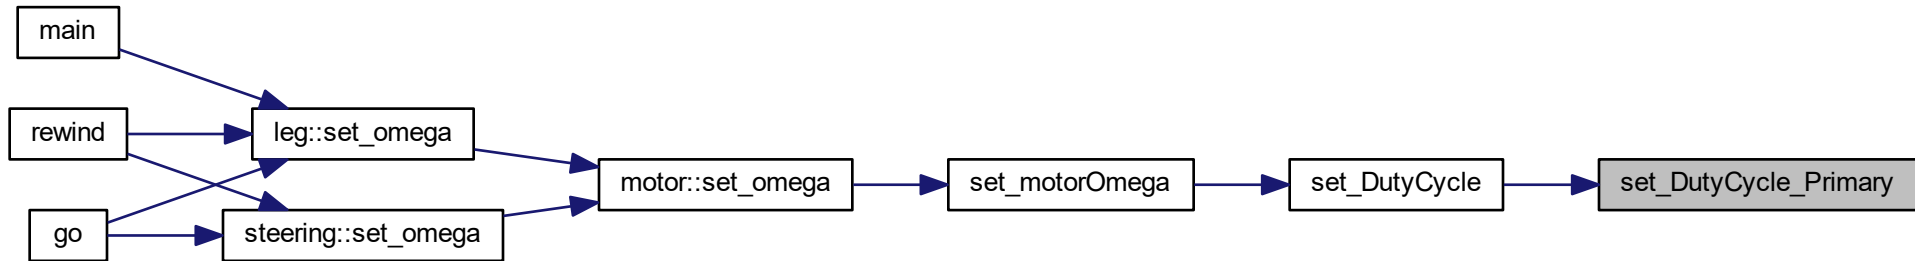 main
rewind
go
leg::set_omega
steering::set_omega
motor::set_omega
set_motorOmega
set_DutyCycle
set_DutyCycle_Primary